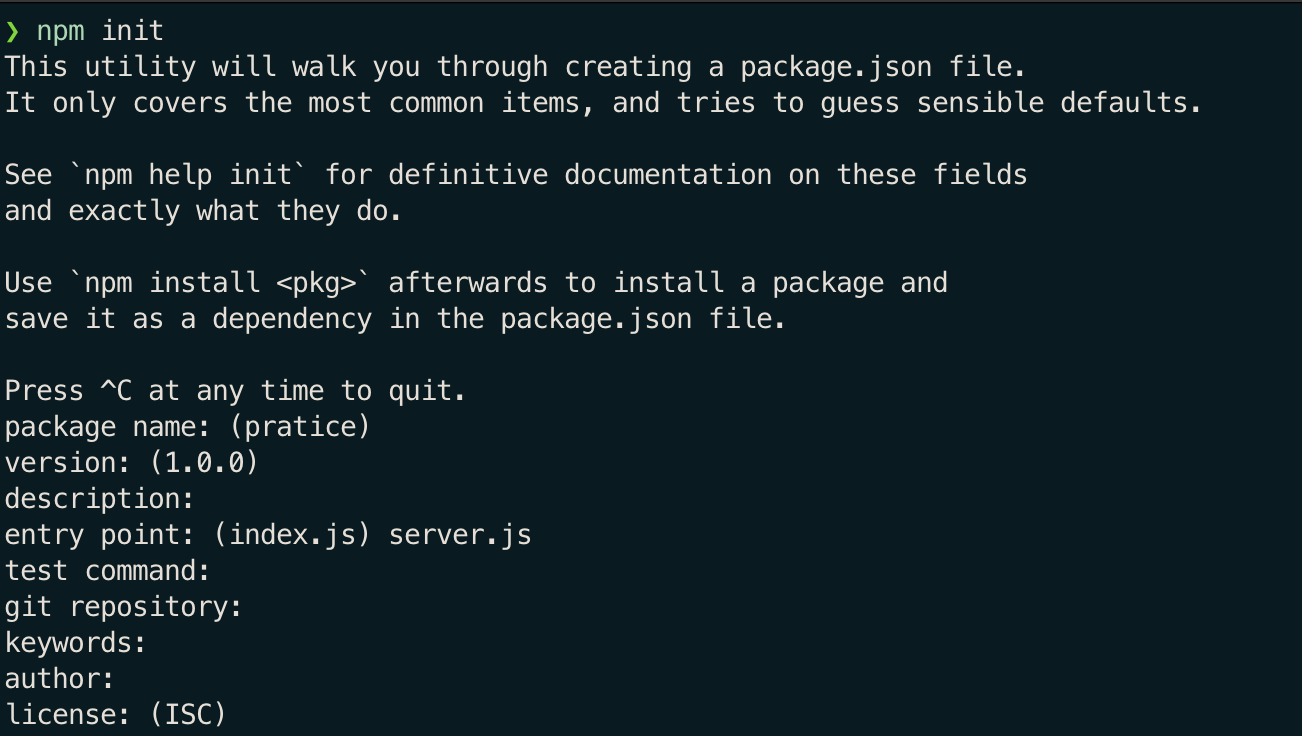 ❯ npm init
This utility will walk you through creating a package.json file.
It only covers the most common items, and tries to guess sensible defaults.
See `npm help init` for definitive documentation on these fields
and exactly what they do.
Use `npm install <pkg>` afterwards to install a package and
save it as a dependency in the package.json file.
Press ^C at any time to quit.
package name: (pratice)
version: (1.0.0)
description:
entry point: (index.js) server.js
test command:
git repository:
keywords:
author:
license: (ISC)